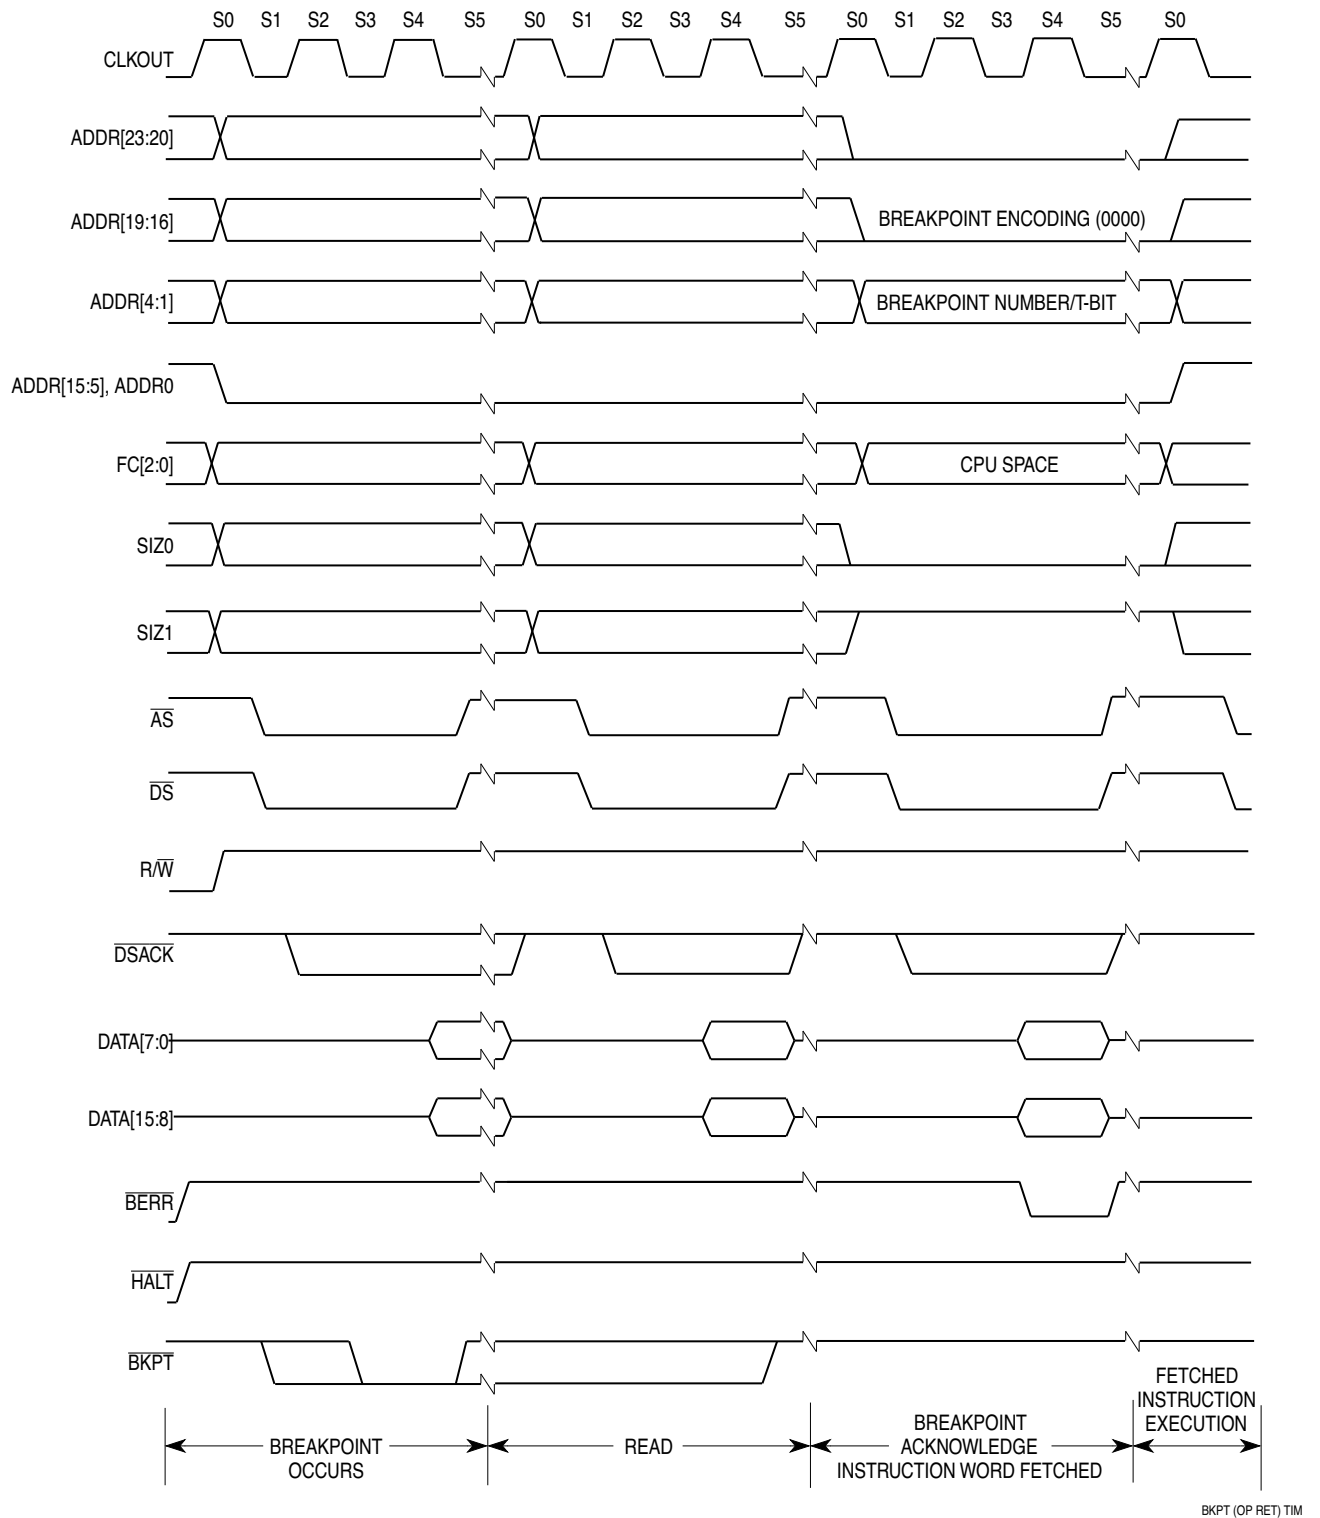 S0 S1 S2 S3 S4 S5 S0 S1 S2 S3 S4 S5 S0 S1 S2 S3 S4 S5 S0
CLKOUT
ADDR[23:20]
ADDR[19:16]
BREAKPOINT ENCODING (0000)
ADDR[4:1]
BREAKPOINT NUMBER/T-BIT
ADDR[15:5], ADDR0
FC[2:0]
CPU SPACE
SIZ0
SIZ1
AS
DS
R/W
DSACK
DATA[7:0]
DATA[15:8]
BERR
HALT
BKPT
BREAKPOINT
OCCURS
READ
BREAKPOINT
ACKNOWLEDGE
INSTRUCTION WORD FETCHED
FETCHED
INSTRUCTION
EXECUTION
BKPT (OP RET) TIM